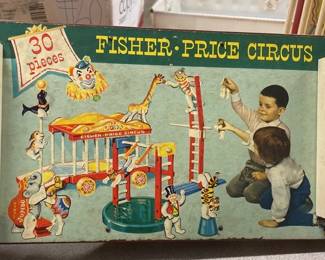 30
pieces
FISHER·PRICE CIRCUS
FISHER-PRICE CIRCUS